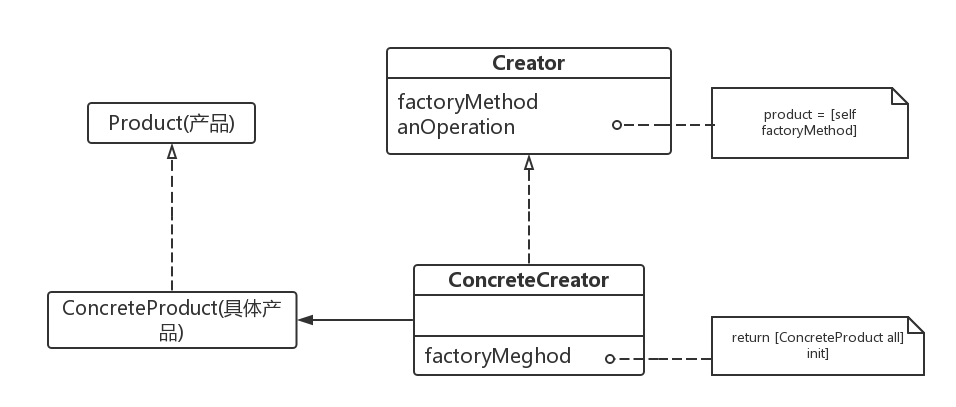 Creator
factoryMethod
anOperation
product = [self
factoryMethod]
Product(产品)
ConcreteCreator
factoryMeghod
ConcreteProduct(具体产
品)
return [ConcreteProduct all]
init]